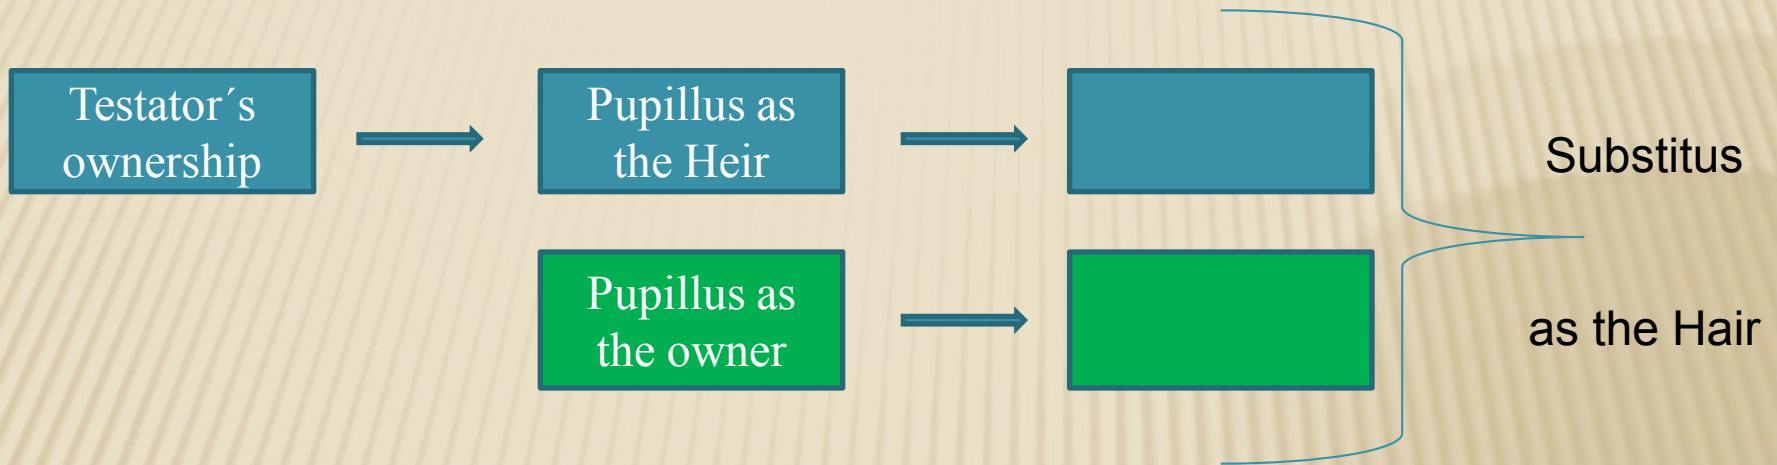 Testator´s
ownership
Pupillus as
the Heir
Substitus
Pupillus as
the owner
as the Hair